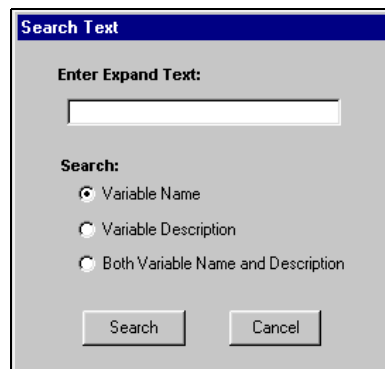 Search Text
Enter Expand Text:
Search:
Variable Name
Variable Description
Both Variable Name and Description
Search Cancel